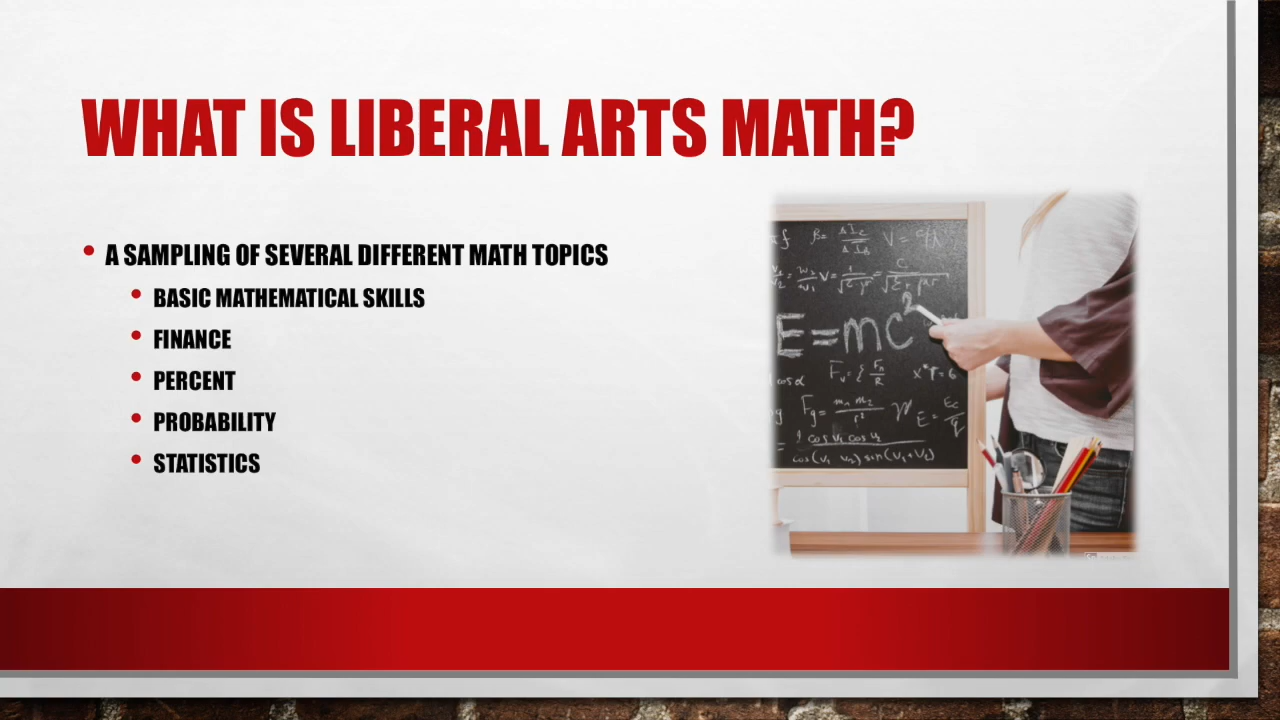 WHAT IS LIBERAL ARTS MATH?
A SAMPLING OF SEVERAL DIFFERENT MATH TOPICS
BASIC MATHEMATICAL SKILLS
FINANCE
PERCENT
PROBABILITY
STATISTICS
E=mc²